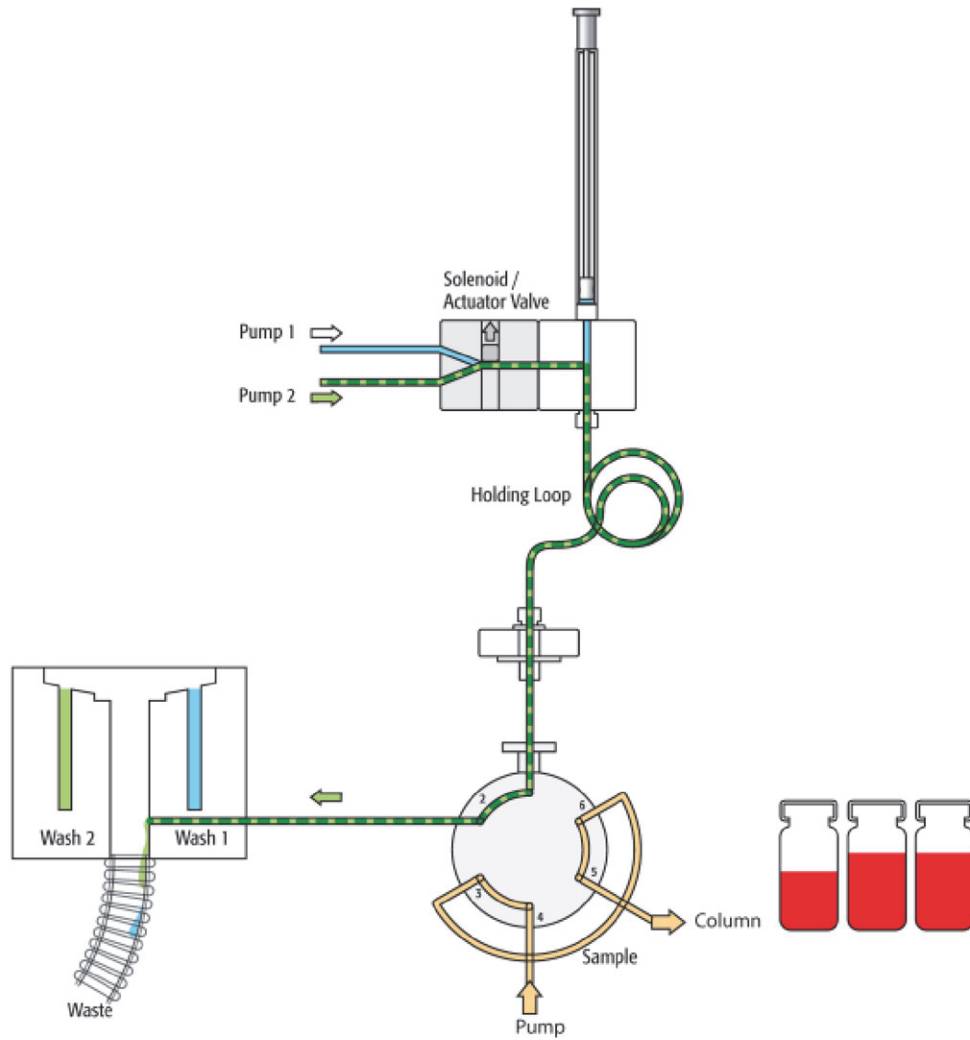 Solenoid /
Actuator Valve
Pump 1
Pump 2
Holding Loop
Wash 2
Wash 1
2
6
5
3
4
Column
Sample
Waste
Pump